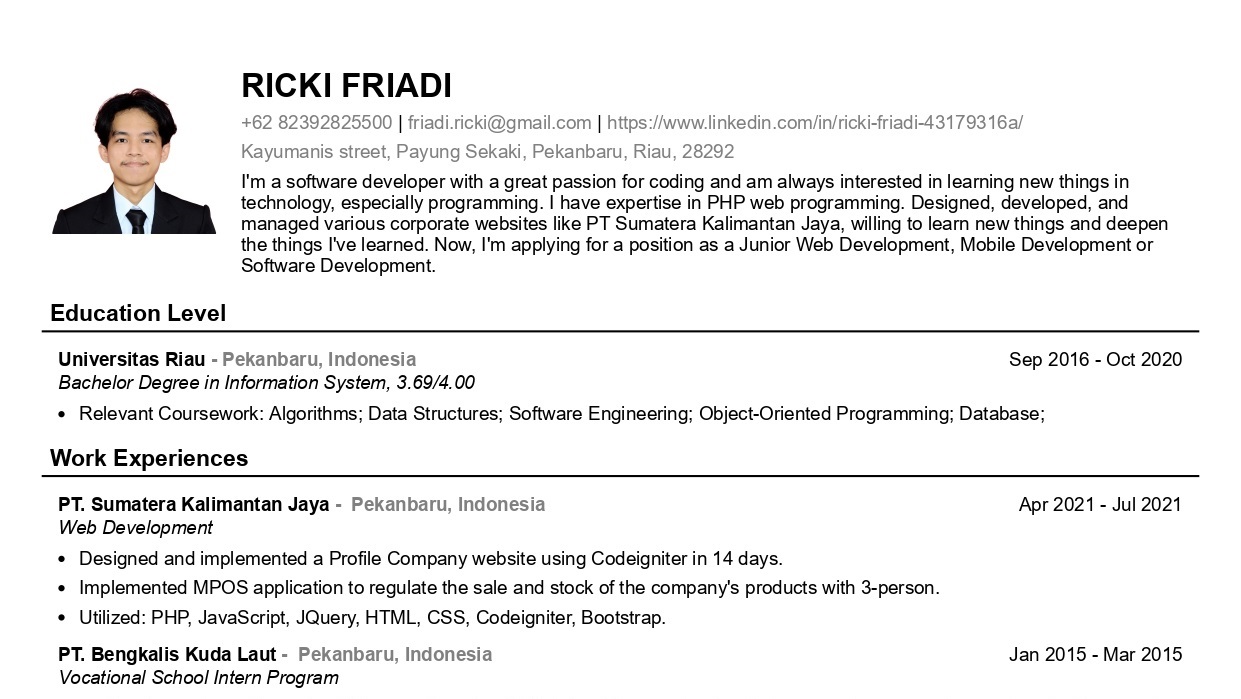 RICKI FRIADI
+62 82392825500 | friadi.ricki@gmail.com | https://www.linkedin.com/in/ricki-friadi-43179316a/
Kayumanis street, Payung Sekaki, Pekanbaru, Riau, 28292
I'm a software developer with a great passion for coding and am always interested in learning new things in
technology, especially programming. I have expertise in PHP web programming. Designed, developed, and
managed various corporate websites like PT Sumatera Kalimantan Jaya, willing to learn new things and deepen
the things I've learned. Now, I'm applying for a position as a Junior Web Development, Mobile Development or
Software Development.
Education Level
Universitas Riau - Pekanbaru, Indonesia Sep 2016 - Oct 2020
Bachelor Degree in Information System, 3.69/4.00
• Relevant Coursework: Algorithms; Data Structures; Software Engineering; Object-Oriented Programming; Database;
Work Experiences
PT. Sumatera Kalimantan Jaya - Pekanbaru, Indonesia Apr 2021 - Jul 2021
Web Development
• Designed and implemented a Profile Company website using Codeigniter in 14 days.
• Implemented MPOS application to regulate the sale and stock of the company's products with 3-person.
• Utilized: PHP, JavaScript, JQuery, HTML, CSS, Codeigniter, Bootstrap.
PT. Bengkalis Kuda Laut - Pekanbaru, Indonesia Jan 2015 - Mar 2015
Vocational School Intern Program